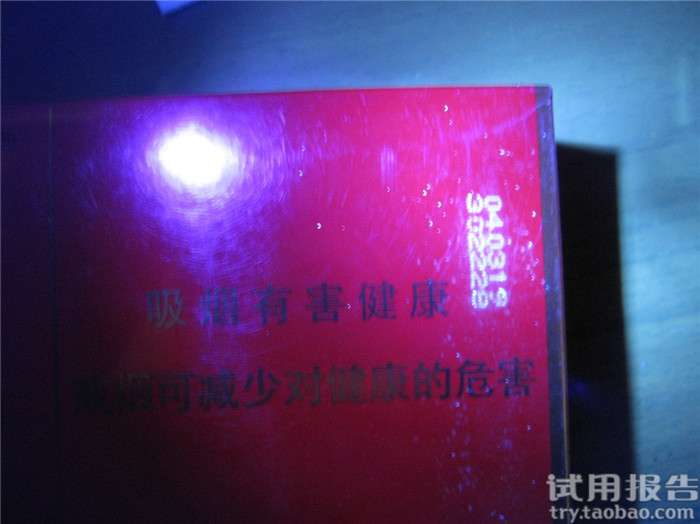 040319
302228
吸烟有害健康
戒烟可减少对健康的危害
试用报告
try.taobao.com